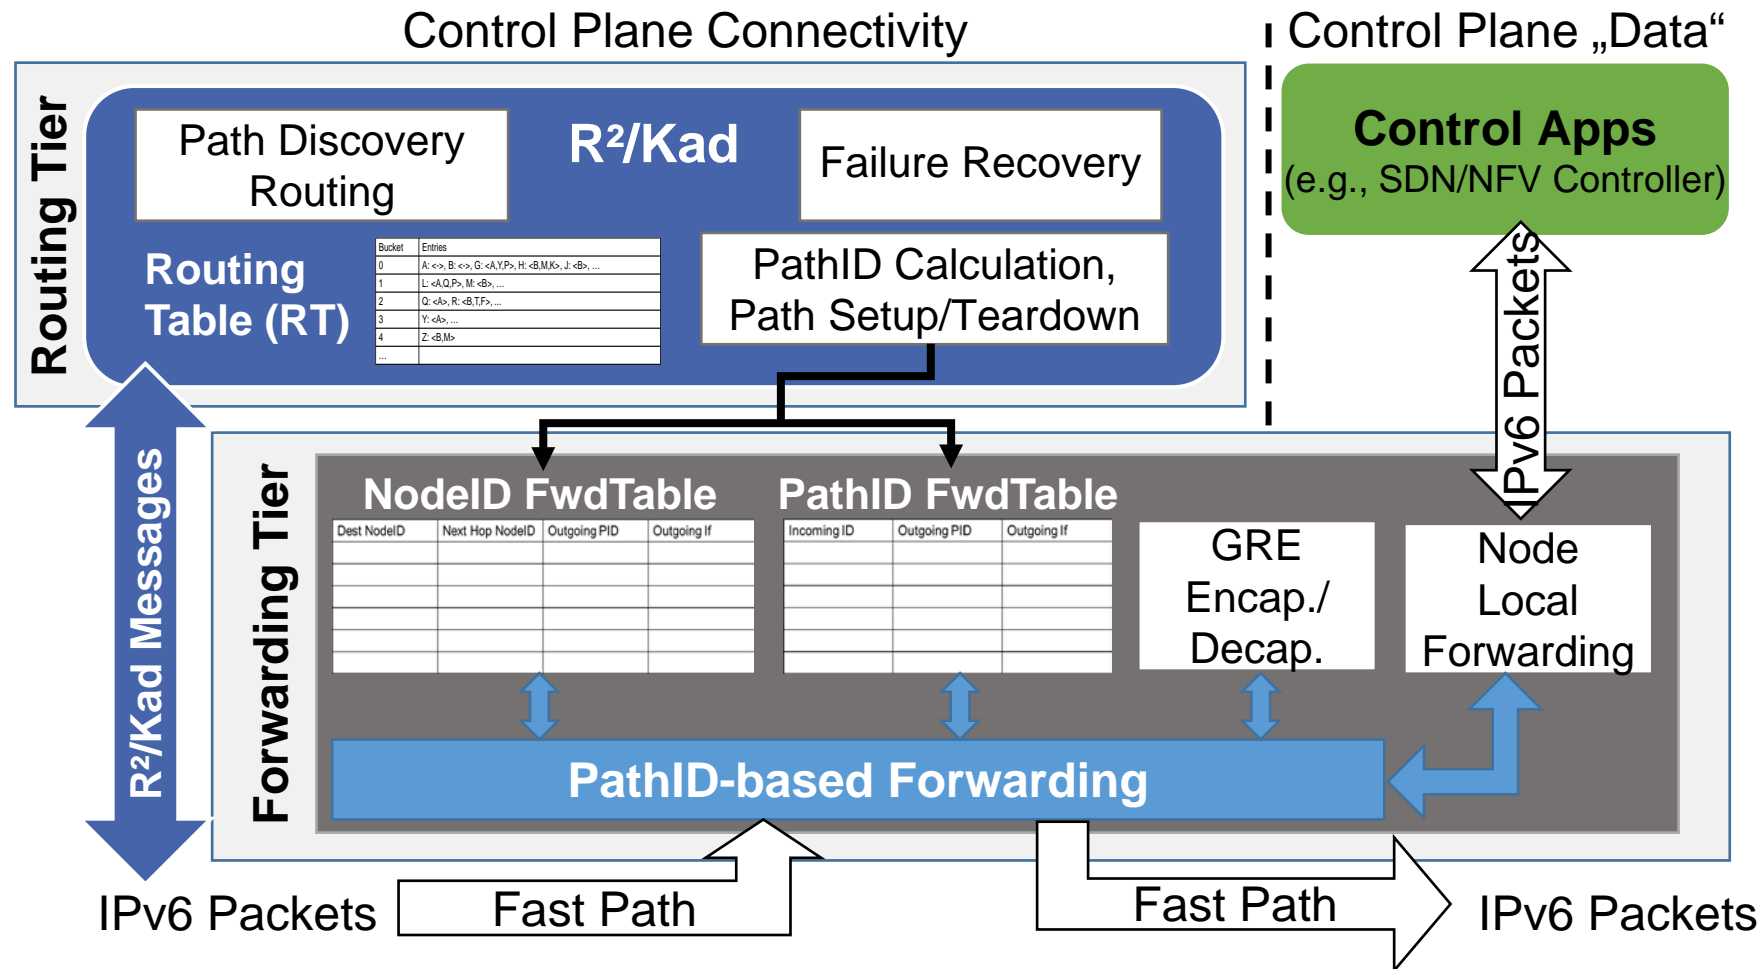 Control Plane Connectivity
Control Plane „Data“
Routing Tier
Path Discovery
Routing
R²/Kad
Failure Recovery
Routing
Table (RT)
Bucket Entries
0 A: <->, B: <->, G: <A,Y,P>, H: <B,M,K>, J: <B>, ...
1 L: <A,Q,P>, M: <B>, ...
2 Q: <A>, R: <B,T,F>, ...
3 Y: <A>, ...
4 Z: <B,M>
...
PathID Calculation,
Path Setup/Teardown
Control Apps
(e.g., SDN/NFV Controller)
IPv6 Packets
R²/Kad Messages
Forwarding Tier
NodeID FwdTable
Dest NodeID Next Hop NodeID Outgoing PID Outgoing If
PathID FwdTable
Incoming ID Outgoing PID Outgoing If
GRE
Encap./
Decap.
Node
Local
Forwarding
PathID-based Forwarding
IPv6 Packets
Fast Path
Fast Path
IPv6 Packets